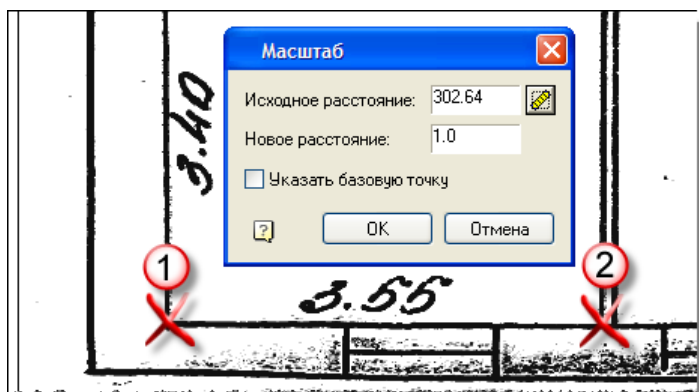 Масштаб
Исходное расстояние: 302.64
Новое расстояние: 1.0
Указать базовую точку
?
OK Отмена
3.40
1
2
3.55